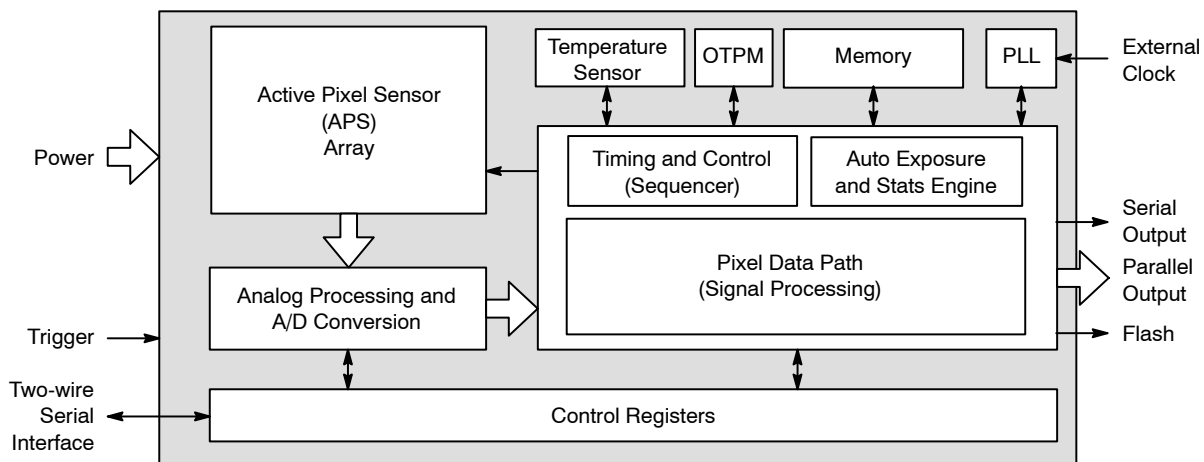 Temperature
Sensor
OTPM
Memory
PLL
External
Clock
Active Pixel Sensor
(APS)
Array
Power
Timing and Control
(Sequencer)
Auto Exposure
and Stats Engine
Serial
Output
Pixel Data Path
(Signal Processing)
Parallel
Output
Analog Processing and
A/D Conversion
Trigger
Flash
Two-wire
Serial
Interface
Control Registers